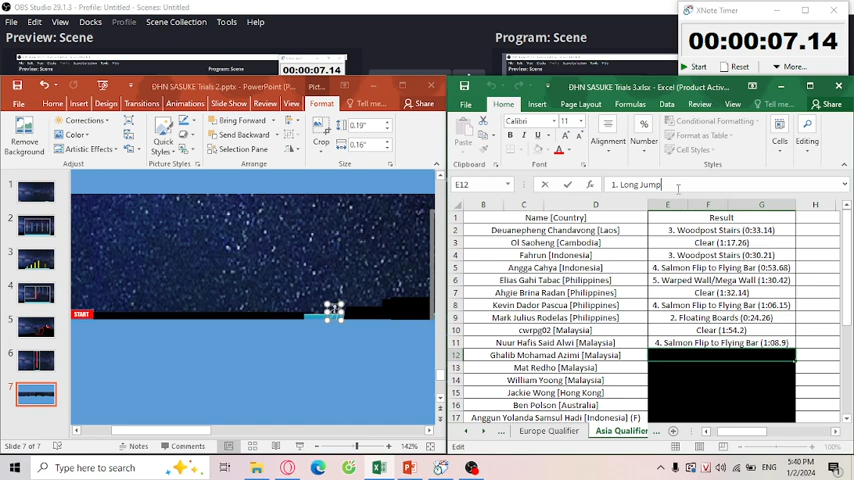 OBS Studio 29.1.3 - Profile: Untitled - Scenes: Untitled
File Edit View Docks Profile Scene Collection Tools Help
Preview: Scene
Program: Scene
XNote Timer
00:00:07.14
Start Reset More...
00:00:07.14
DHN SASUKE Trials 2.pptx - PowerPoint (P... Pict...
File Home Insert Design Transitions Animations Slide Show Review View Format Tell me... Share
Remove Background
Corrections
Color
Artistic Effects
Adjust
Quick Styles
Picture Styles
Bring Forward
Send Backward
Selection Pane
Arrange
Crop
0.19"
0.16"
Size
1
2
3
4
5
6
7
START
Slide 7 of 7 Notes Comments 142%
DHN SASUKE Trials 3.xlsx - Excel (Product Activ...
File Home Insert Page Layout Formulas Data Review View Tell me... Share
Paste
Clipboard
Calibri 11
B I U
Font
Alignment
Number
Conditional Formatting
Format as Table
Cell Styles
Styles
Cells
Editing
E12 1. Long Jump
B C D E F G H
1 Name [Country] Result
2 Deuanepheng Chandavong [Laos] 3. Woodpost Stairs (0:33.14)
3 Ol Saoheng [Cambodia] Clear (1:17.26)
4 Fahrun [Indonesia] 3. Woodpost Stairs (0:30.21)
5 Angga Cahya [Indonesia] 4. Salmon Flip to Flying Bar (0:53.68)
6 Elias Gahi Tabac [Philippines] 5. Warped Wall/Mega Wall (1:30.42)
7 Ahgie Brina Radan [Philippines] Clear (1:32.14)
8 Kevin Dador Pascua [Philippines] 4. Salmon Flip to Flying Bar (1:06.15)
9 Mark Julius Rodelas [Philippines] 2. Floating Boards (0:24.26)
10 cwrpg02 [Malaysia] Clear (1:54.2)
11 Nuur Hafis Said Alwi [Malaysia] 4. Salmon Flip to Flying Bar (1:08.9)
12 Ghalib Mohamad Azimi [Malaysia]
13 Mat Redho [Malaysia]
14 William Yoong [Malaysia]
15 Jackie Wong [Hong Kong]
16 Ben Polson [Australia]
17 Anggun Yolanda Samsul Hadi [Indonesia] (F)
... Europe Qualifier Asia Qualifier ...
Edit 100%
Type here to search
ENG
5:40 PM
1/2/2024